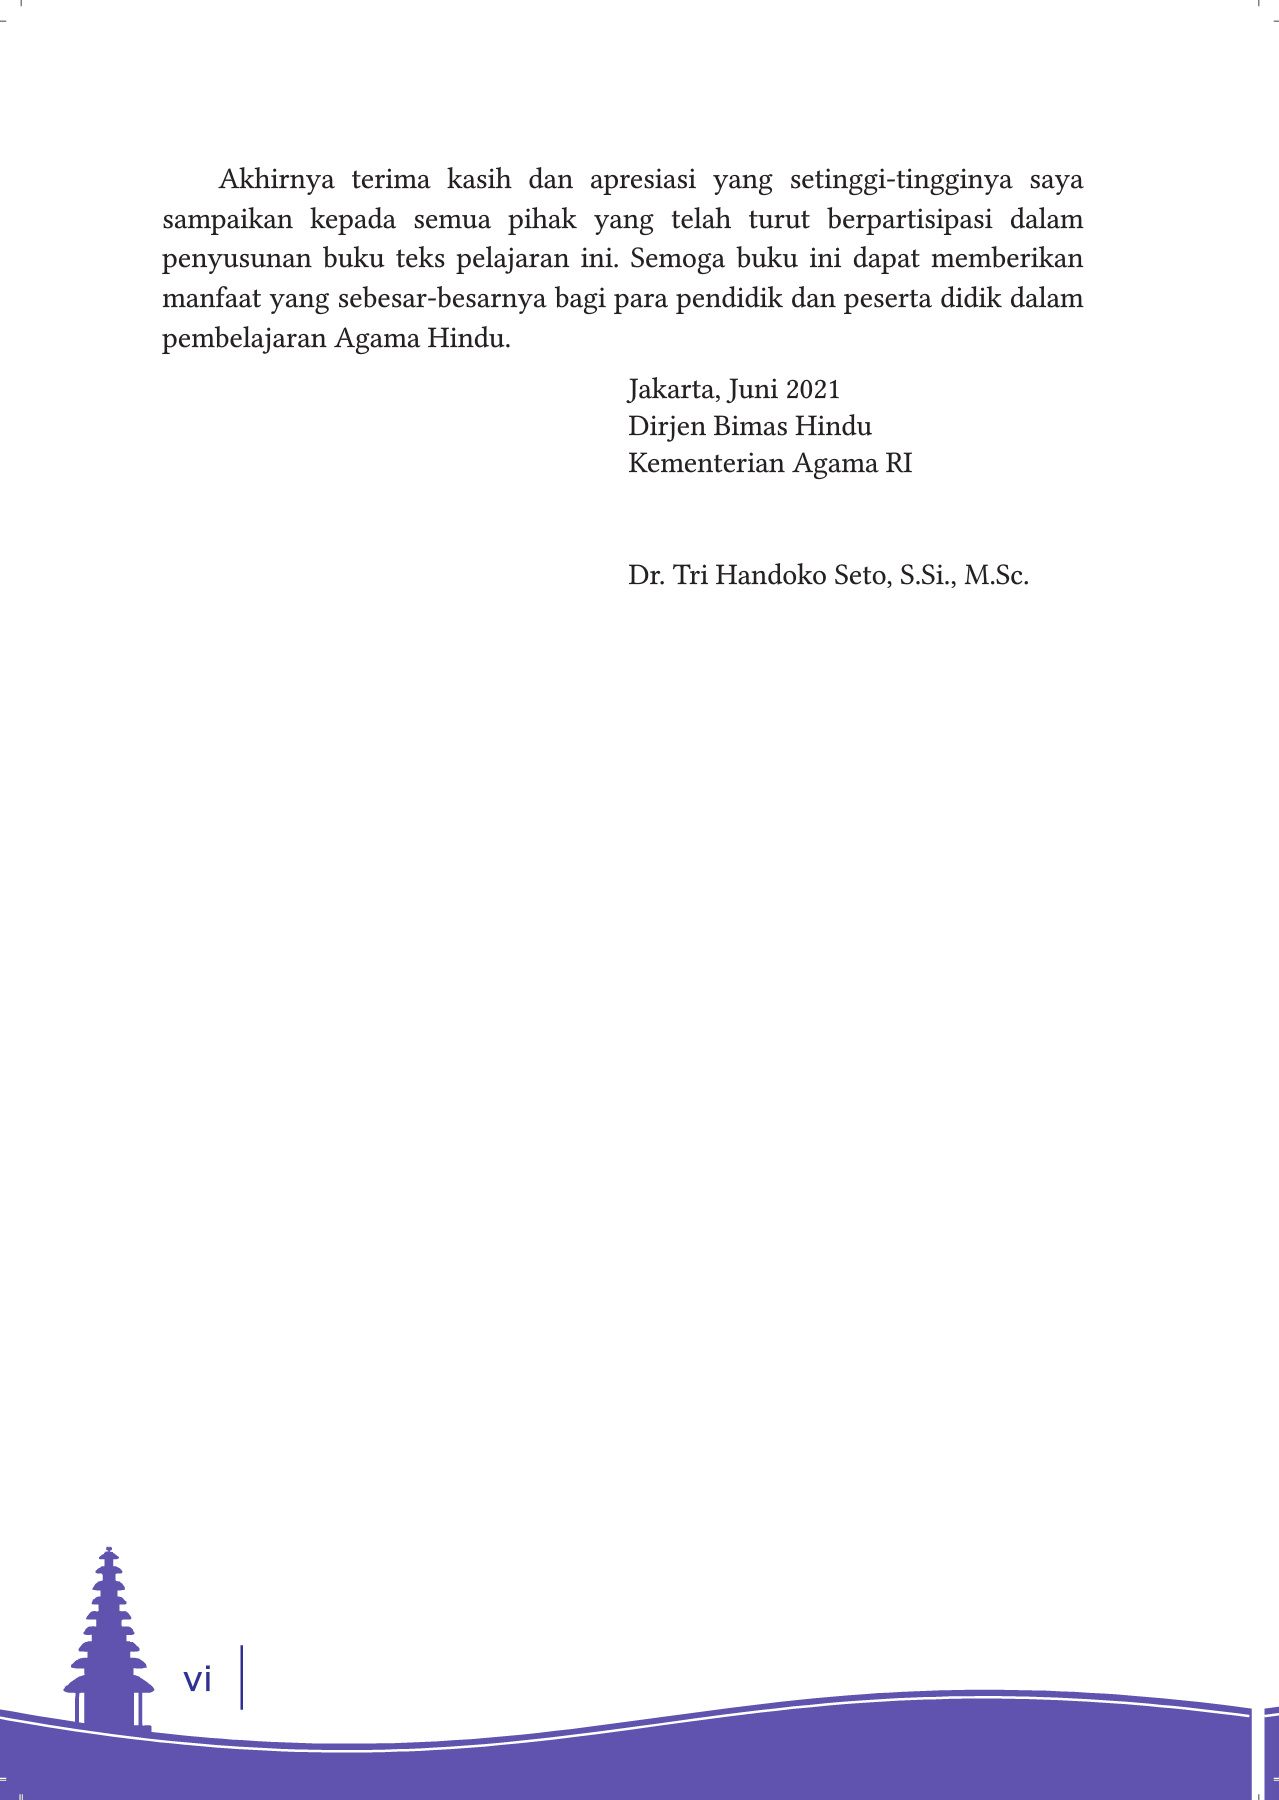 Akhirnya terima kasih dan apresiasi yang setinggi-tingginya saya
sampaikan kepada semua pihak yang telah turut berpartisipasi dalam
penyusunan buku teks pelajaran ini. Semoga buku ini dapat memberikan
manfaat yang sebesar-besarnya bagi para pendidik dan peserta didik dalam
pembelajaran Agama Hindu.
Jakarta, Juni 2021
Dirjen Bimas Hindu
Kementerian Agama RI
Dr. Tri Handoko Seto, S.Si., M.Sc.
vi